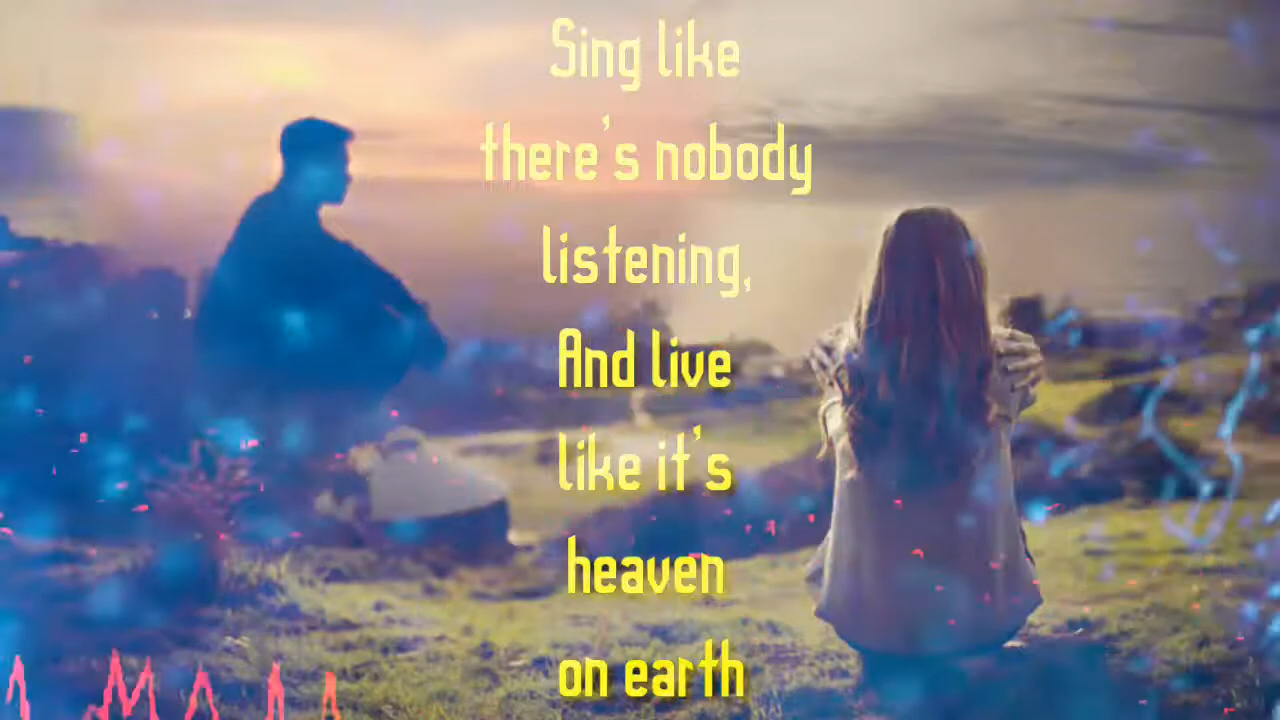 Sing like
there's nobody
listening,
And live
like it's
heaven
on earth